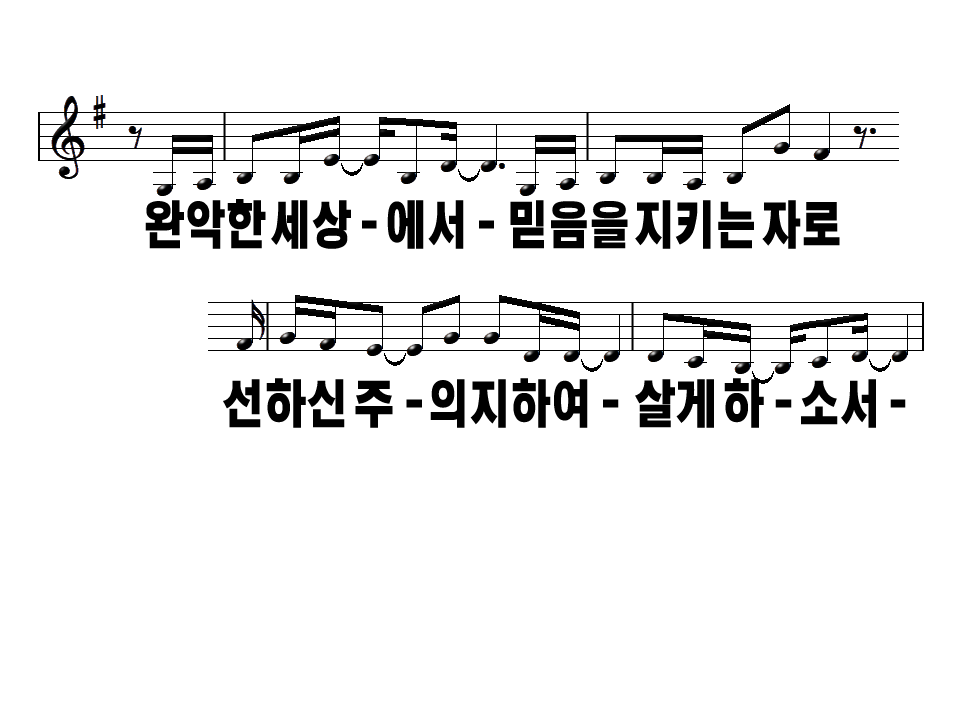 완악한 세상 - 에서 - 믿음을 지키는 자로
선하신 주 - 의지하여 - 살게 하 - 소서 -